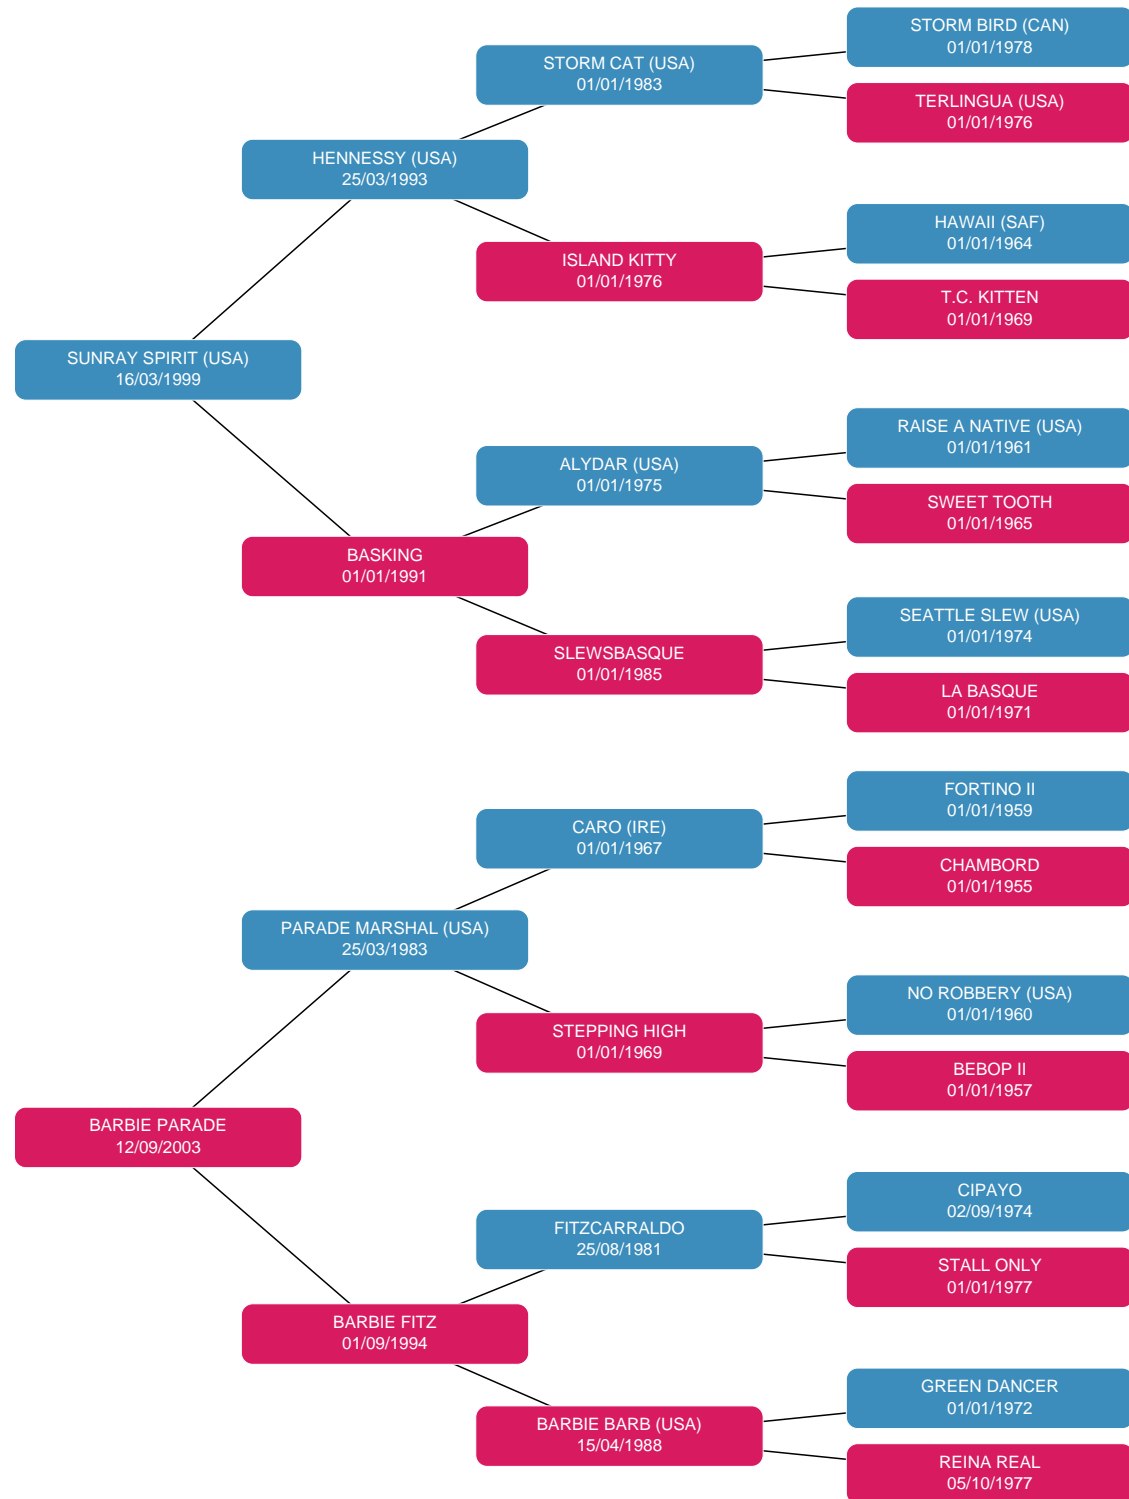 STORM BIRD (CAN)
01/01/1978
STORM CAT (USA)
01/01/1983
TERLINGUA (USA)
01/01/1976
HENNESSY (USA)
25/03/1993
HAWAII (SAF)
01/01/1964
ISLAND KITTY
01/01/1976
T.C. KITTEN
01/01/1969
SUNRAY SPIRIT (USA)
16/03/1999
RAISE A NATIVE (USA)
01/01/1961
ALYDAR (USA)
01/01/1975
SWEET TOOTH
01/01/1965
BASKING
01/01/1991
SEATTLE SLEW (USA)
01/01/1974
SLEWSBASQUE
01/01/1985
LA BASQUE
01/01/1971
FORTINO II
01/01/1959
CARO (IRE)
01/01/1967
CHAMBORD
01/01/1955
PARADE MARSHAL (USA)
25/03/1983
NO ROBBERY (USA)
01/01/1960
STEPPING HIGH
01/01/1969
BEBOP II
01/01/1957
BARBIE PARADE
12/09/2003
CIPAYO
02/09/1974
FITZCARRALDO
25/08/1981
STALL ONLY
01/01/1977
BARBIE FITZ
01/09/1994
GREEN DANCER
01/01/1972
BARBIE BARB (USA)
15/04/1988
REINA REAL
05/10/1977